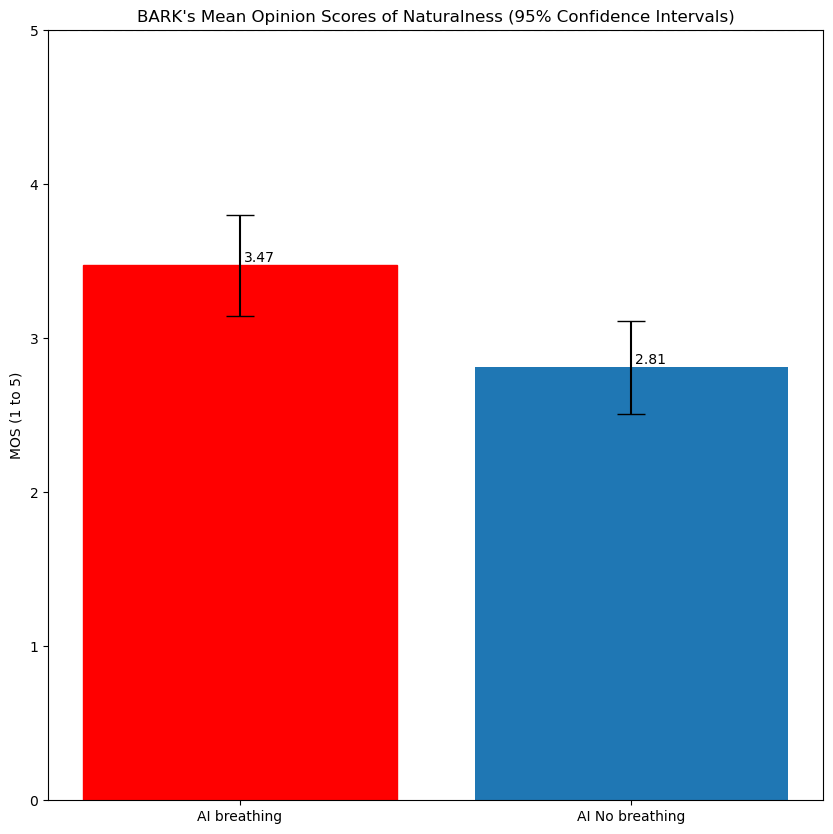 BARK's Mean Opinion Scores of Naturalness (95% Confidence Intervals)
5
4
3
2
1
0
MOS (1 to 5)
3.47
2.81
AI breathing
AI No breathing